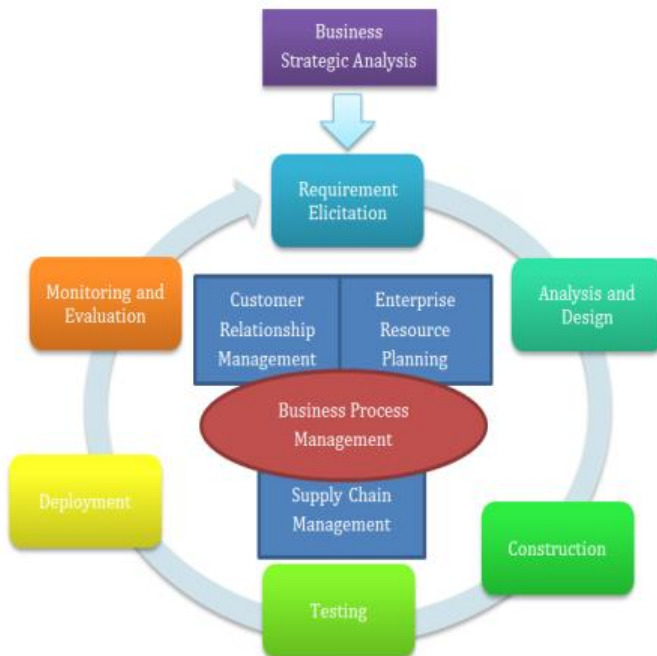 Business
Strategic Analysis
Requirement
Elicitation
Monitoring and
Evaluation
Customer
Relationship
Management
Enterprise
Resource
Planning
Analysis and
Design
Business Process
Management
Deployment
Supply Chain
Management
Construction
Testing